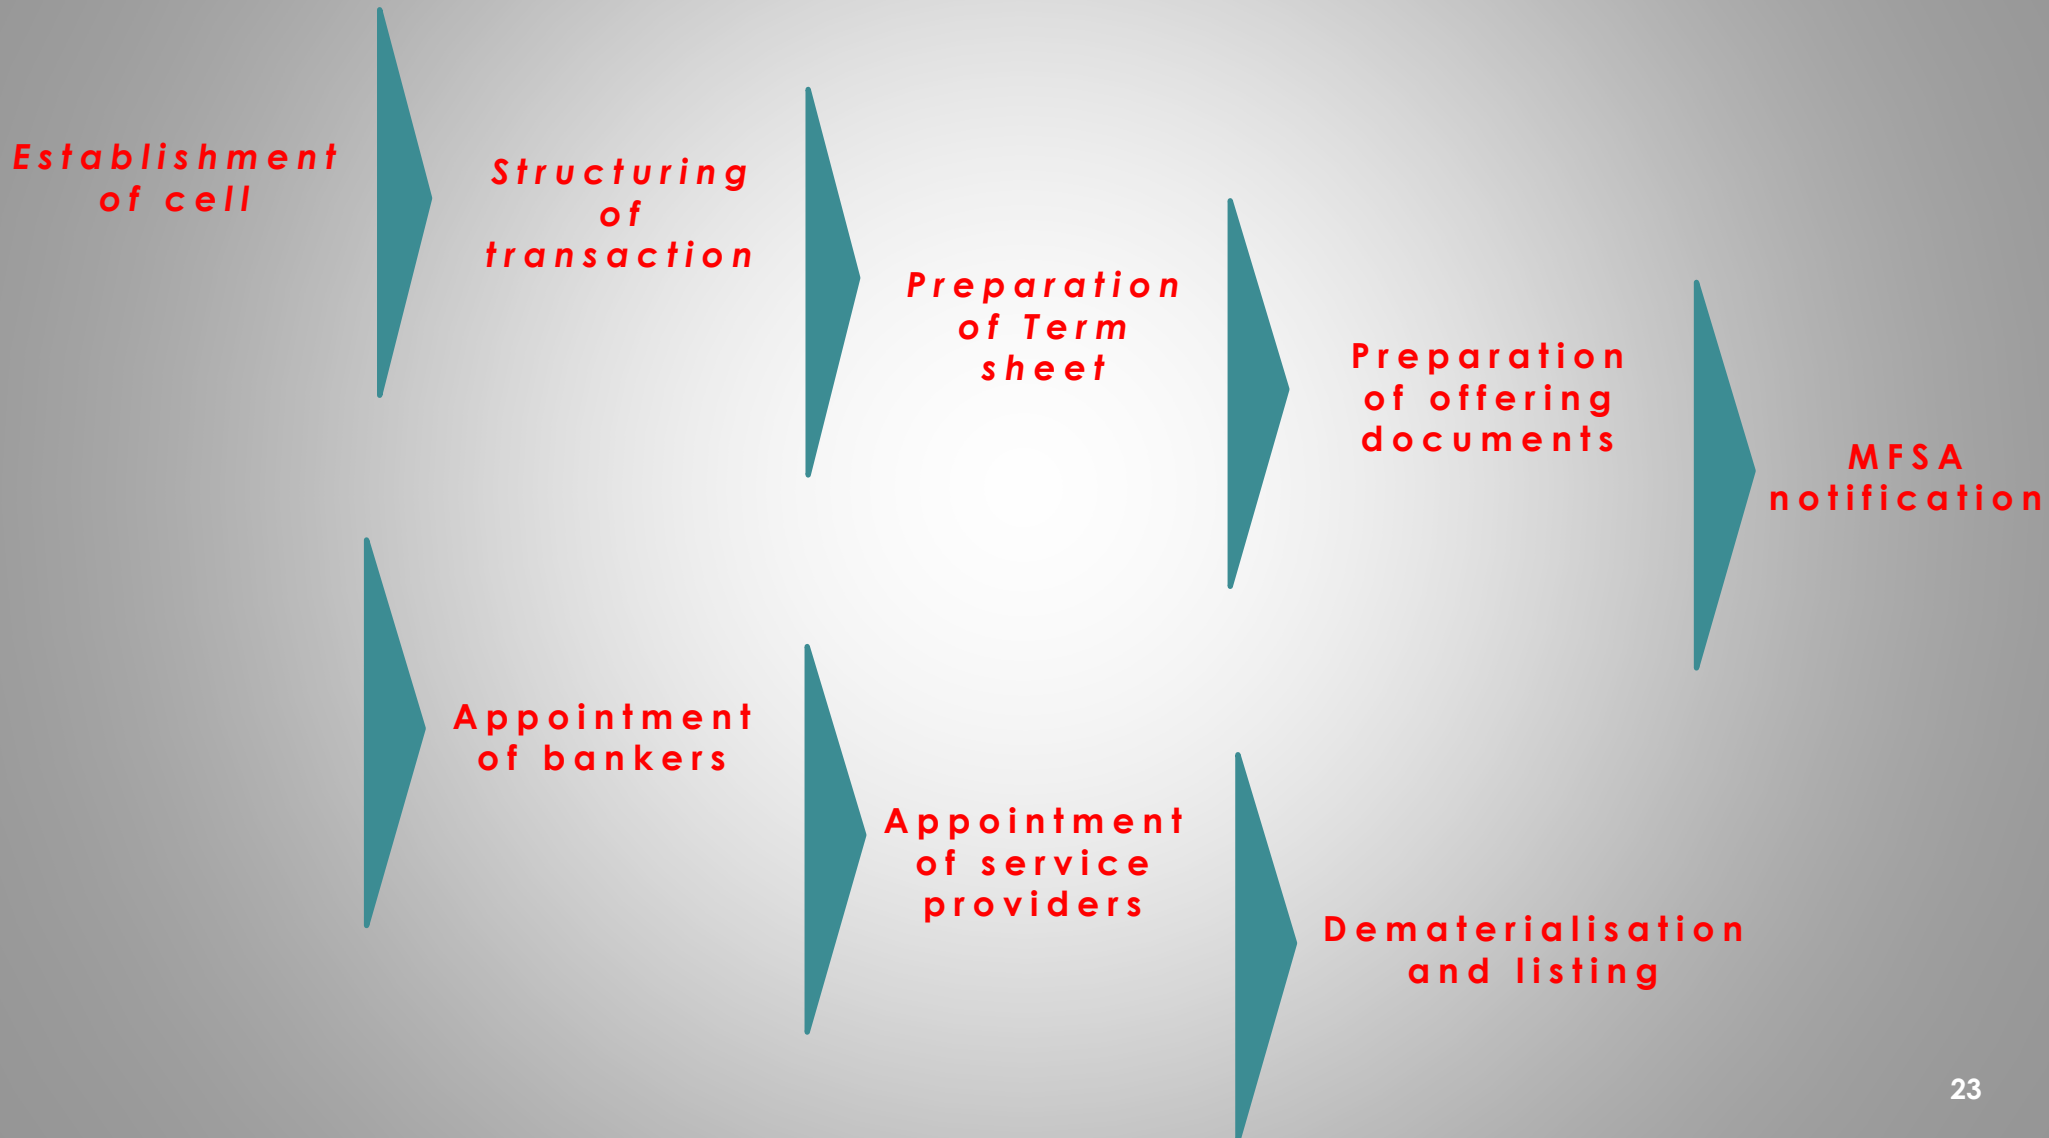 Establishment
of cell
Structuring
of
transaction
Preparation
of Term
sheet
Preparation
of offering
documents
MFSA
notification
Appointment
of bankers
Appointment
of service
providers
Dematerialisation
and listing
23